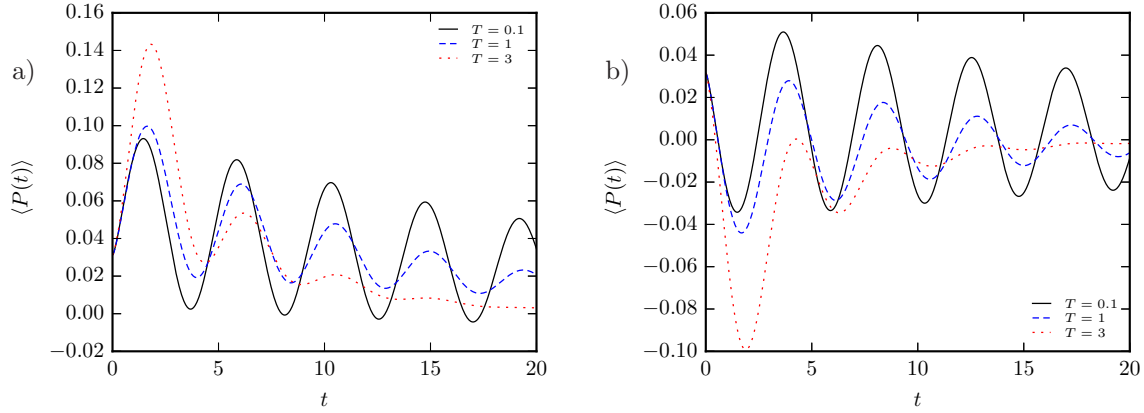 a)
⟨P(t)⟩
0.16
0.14
0.12
0.10
0.08
0.06
0.04
0.02
0.00
−0.02
0 5 10 15 20
t
T = 0.1
T = 1
T = 3
b)
⟨P(t)⟩
0.06
0.04
0.02
0.00
−0.02
−0.04
−0.06
−0.08
−0.10
0 5 10 15 20
t
T = 0.1
T = 1
T = 3